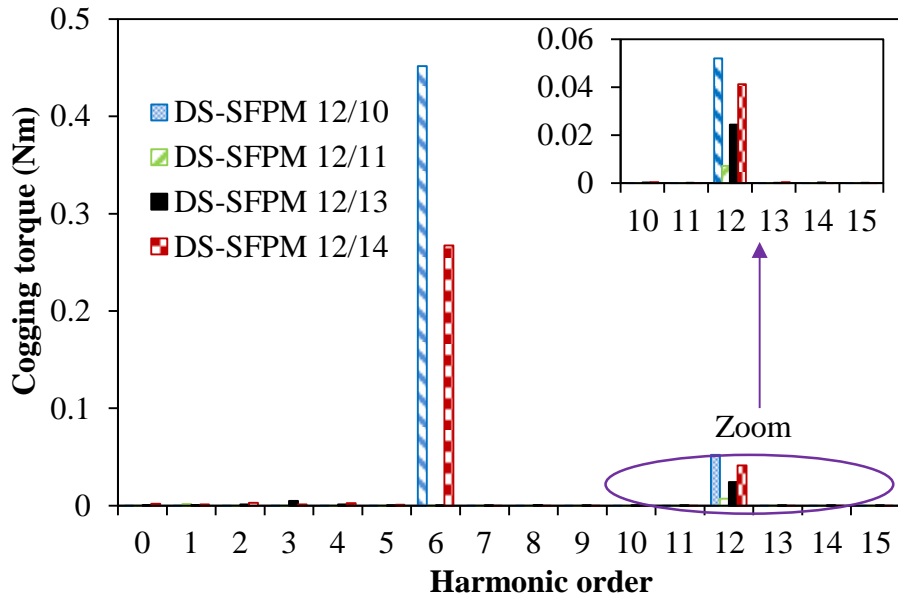 0.5
0.4
0.3
0.2
0.1
0
Cogging torque (Nm)
DS-SFPM 12/10
DS-SFPM 12/11
DS-SFPM 12/13
DS-SFPM 12/14
0.06
0.04
0.02
0
10 11 12 13 14 15
Zoom
0 1 2 3 4 5 6 7 8 9 10 11 12 13 14 15
Harmonic order